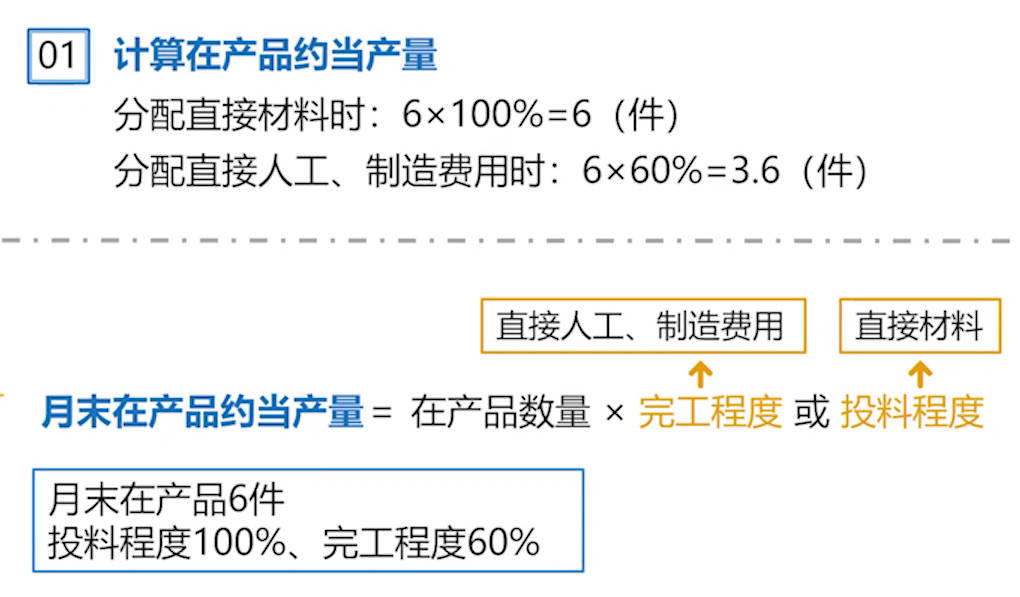 01 计算在产品约当产量
分配直接材料时：6×100%=6（件）
分配直接人工、制造费用时：6×60%=3.6（件）
直接人工、制造费用 直接材料
月末在产品约当产量 = 在产品数量 × 完工程度 或 投料程度
月末在产品6件
投料程度100%、完工程度60%